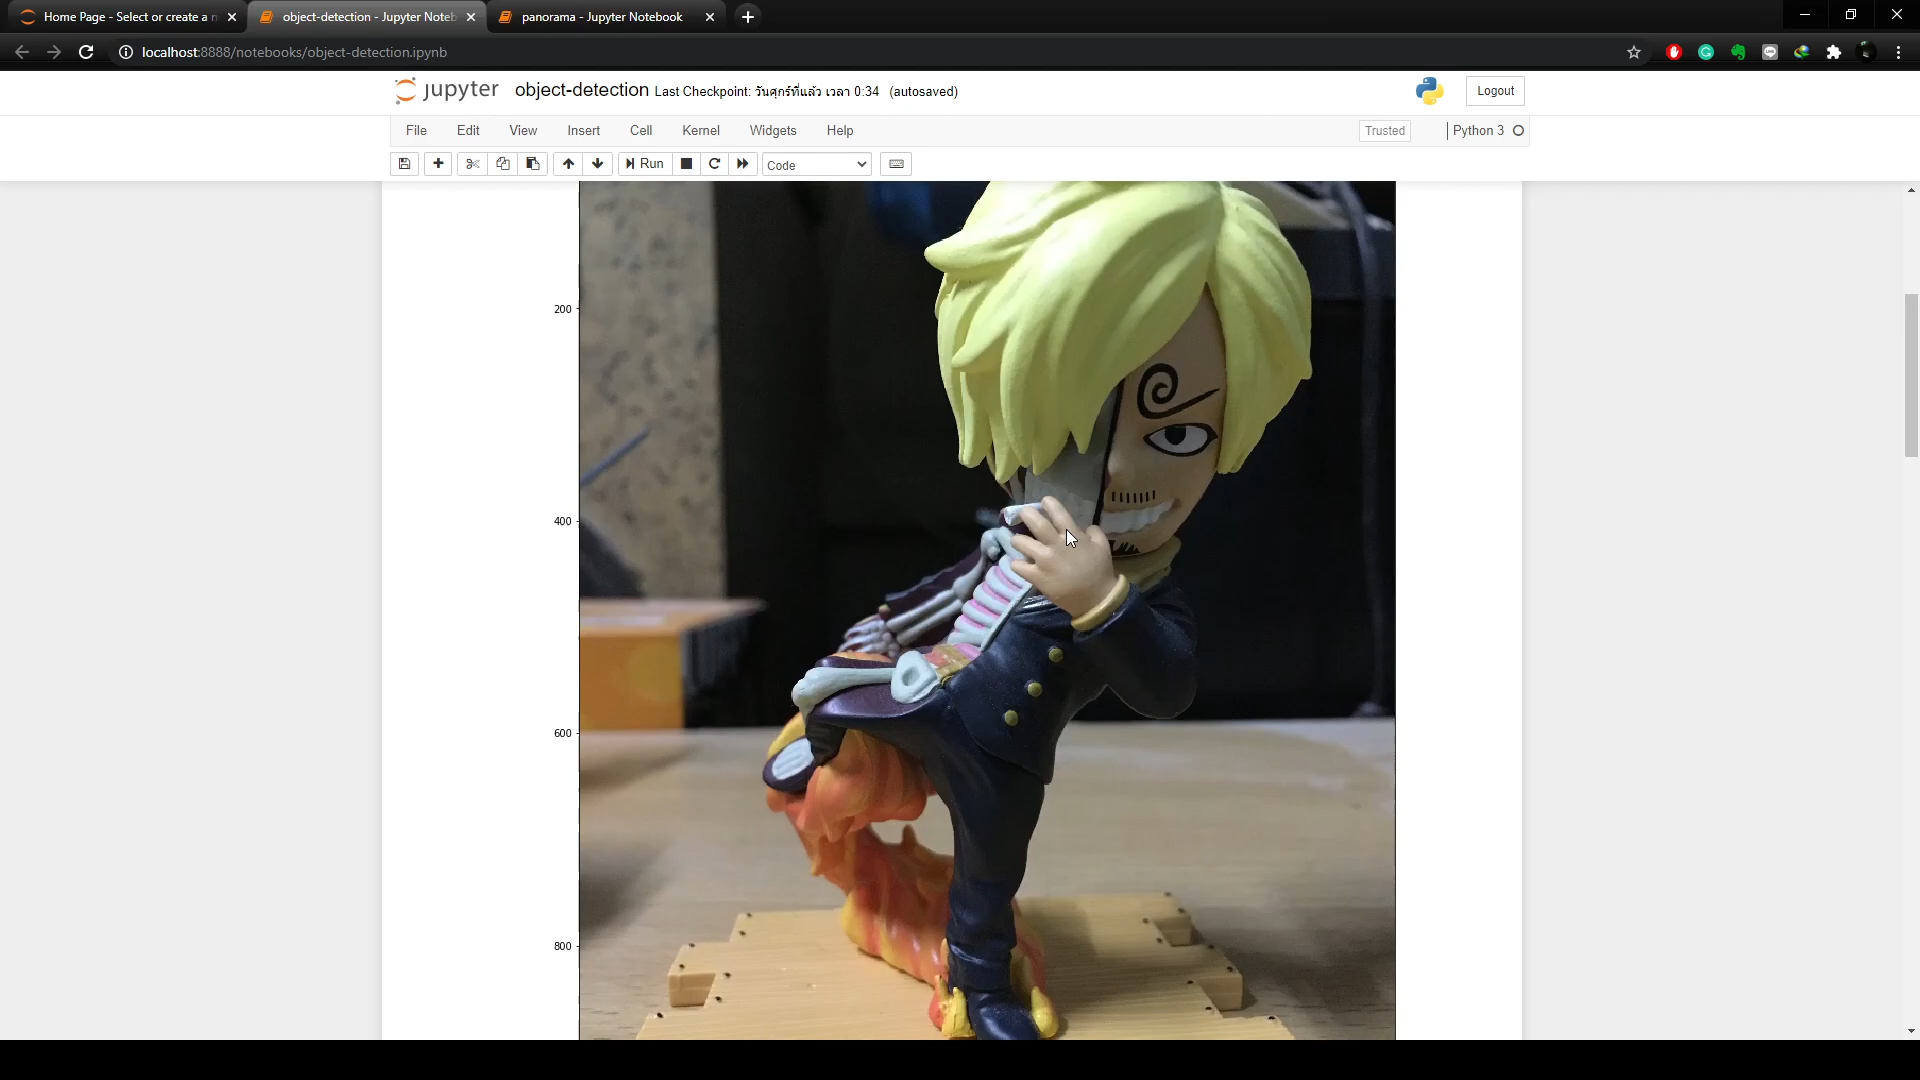 Home Page - Select or create a n
object-detection - Jupyter Noteb
panorama - Jupyter Notebook
localhost:8888/notebooks/object-detection.ipynb
jupyter object-detection Last Checkpoint: วันศุกร์ที่แล้ว เวลา 0:34 (autosaved) Logout
File Edit View Insert Cell Kernel Widgets Help Trusted Python 3
Run Code
200
400
600
800